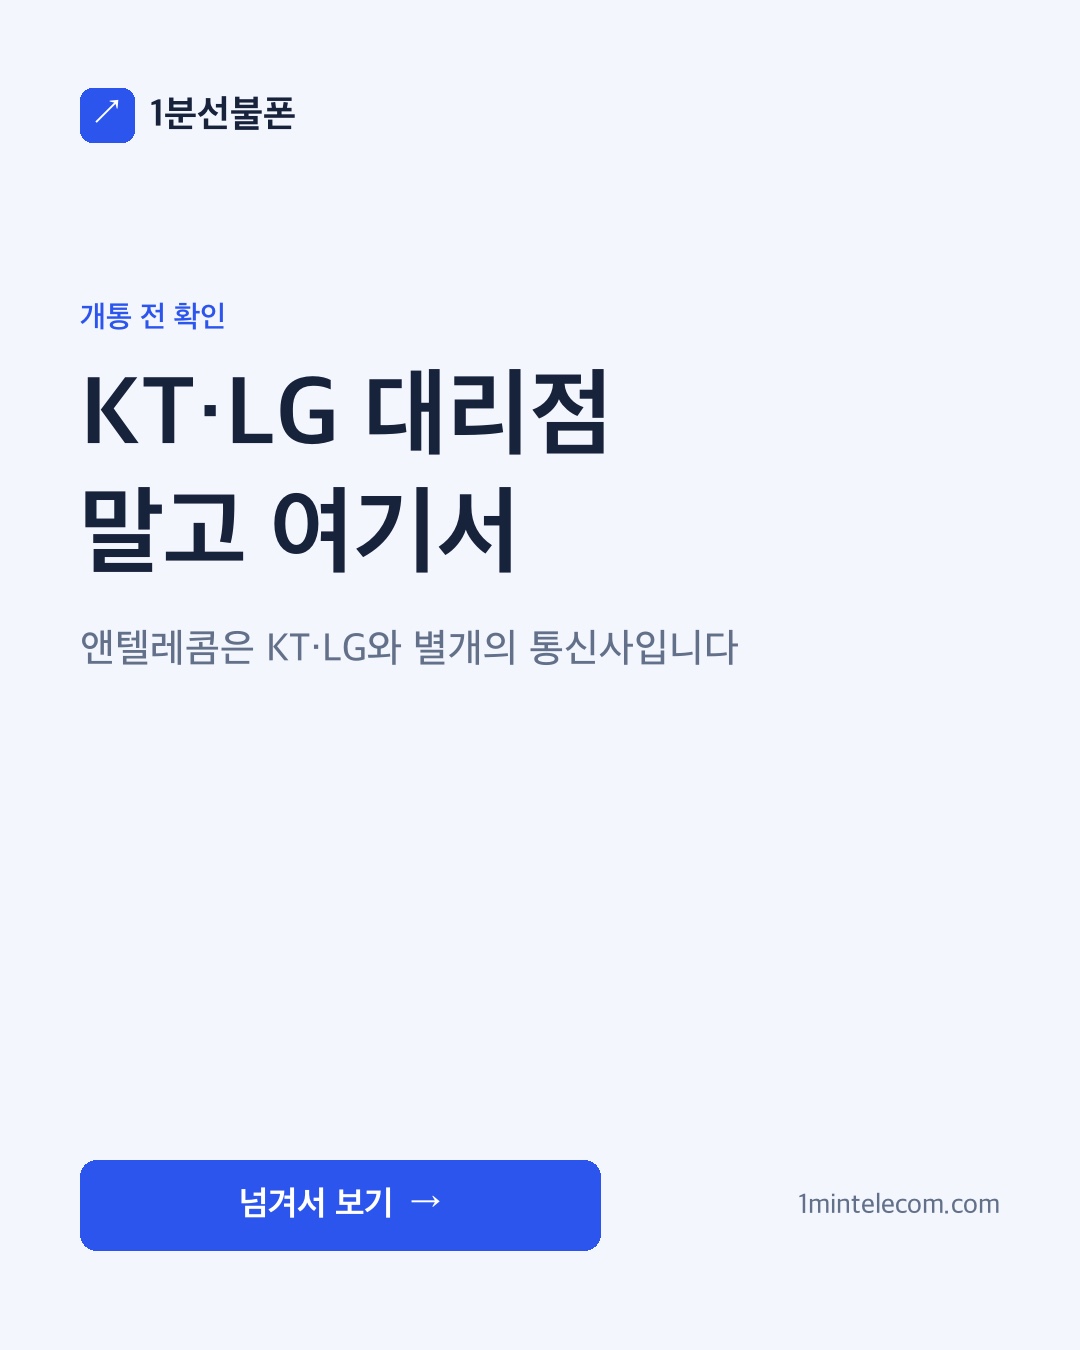 1분선불폰
개통 전 확인
KT·LG 대리점
말고 여기서
앤텔레콤은 KT·LG와 별개의 통신사입니다
넘겨서 보기 →
1mintelecom.com